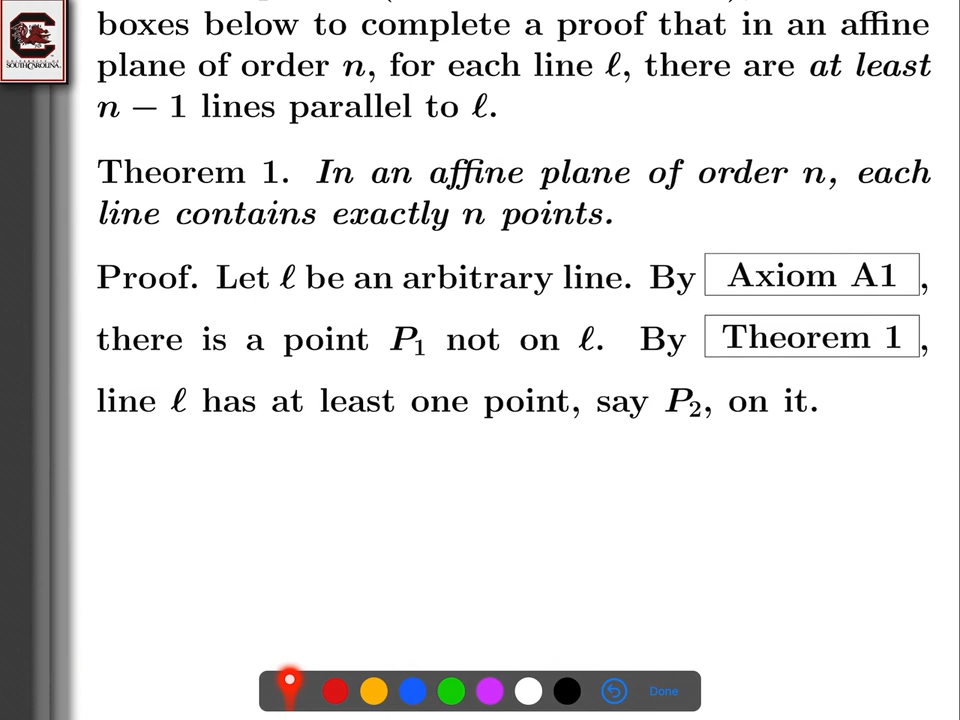 boxes below to complete a proof that in an affine
plane of order n, for each line ℓ, there are at least
n − 1 lines parallel to ℓ.
Theorem 1. In an affine plane of order n, each
line contains exactly n points.
Proof. Let ℓ be an arbitrary line. By Axiom A1,
there is a point P₁ not on ℓ. By Theorem 1,
line ℓ has at least one point, say P₂, on it.
Done